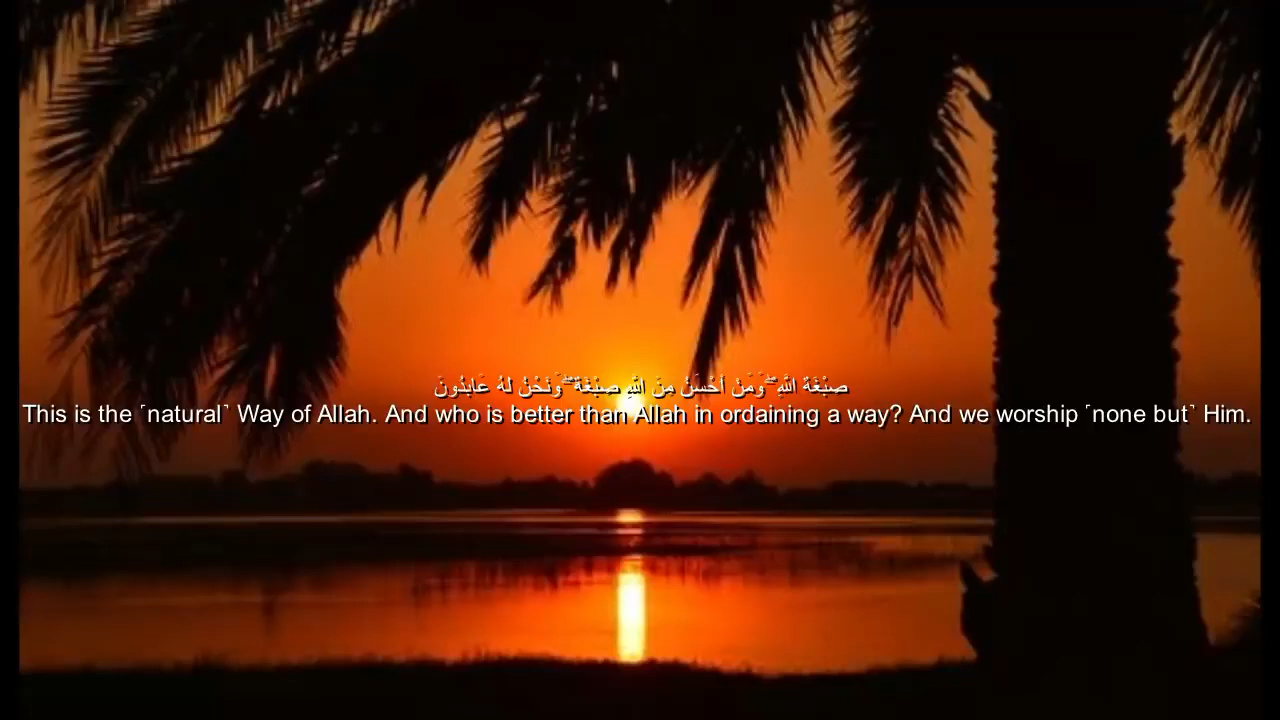 صِبْغَةَ اللَّهِ ۖ وَمَنْ أَحْسَنُ مِنَ اللَّهِ صِبْغَةً ۖ وَنَحْنُ لَهُ عَابِدُونَ
This is the ˹natural˺ Way of Allah. And who is better than Allah in ordaining a way? And we worship ˹none but˺ Him.